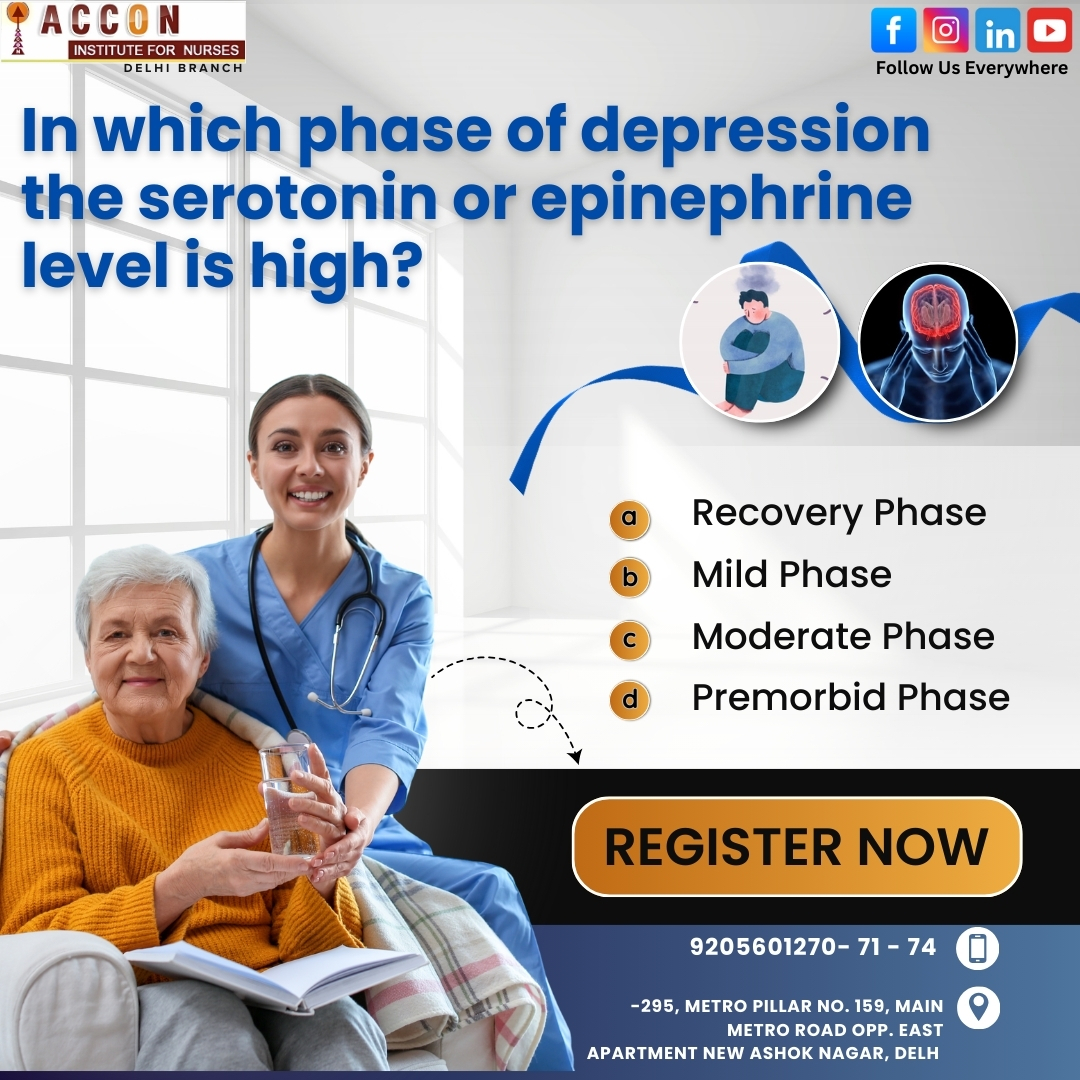 ACCON
INSTITUTE FOR NURSES
DELHI BRANCH
Follow Us Everywhere
In which phase of depression
the serotonin or epinephrine
level is high?
a Recovery Phase
b Mild Phase
c Moderate Phase
d Premorbid Phase
REGISTER NOW
9205601270- 71 - 74
-295, METRO PILLAR NO. 159, MAIN
METRO ROAD OPP. EAST
APARTMENT NEW ASHOK NAGAR, DELH